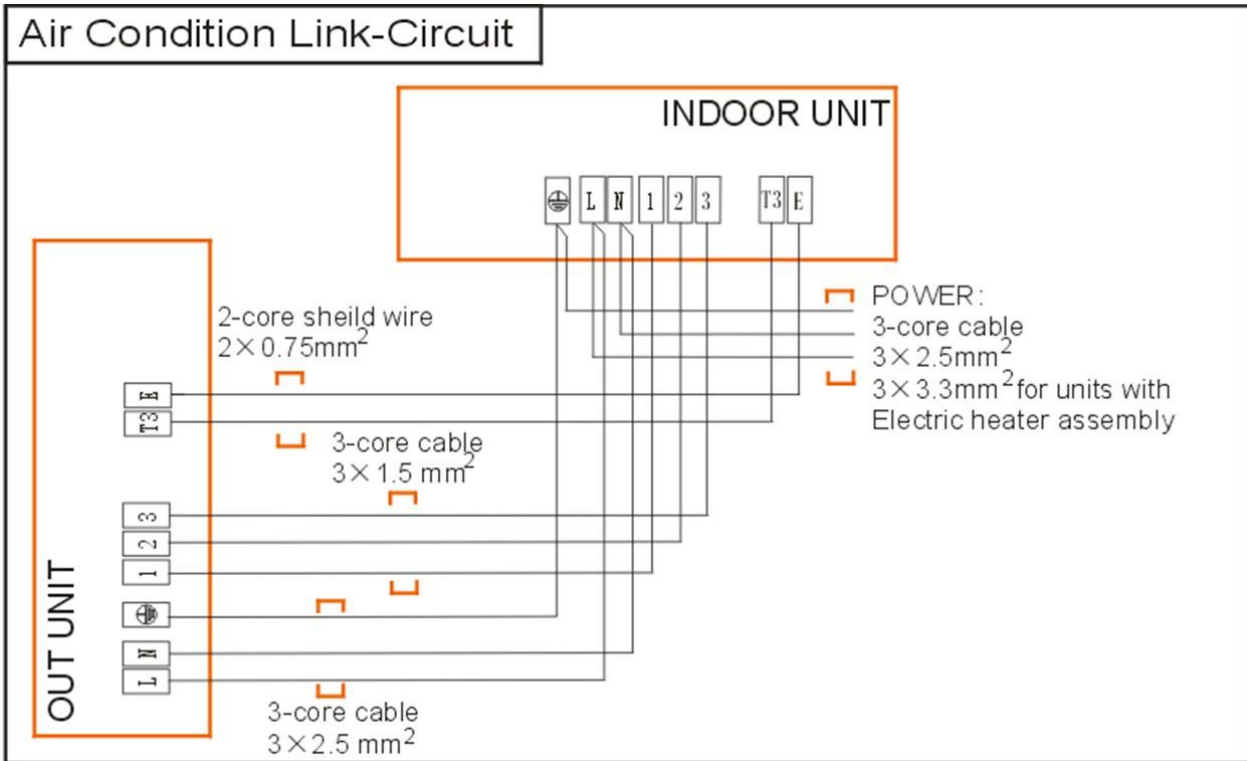 Air Condition Link-Circuit
INDOOR UNIT
L N 1 2 3 T3 E
2-core sheild wire
2×0.75mm²
POWER:
3-core cable
3×2.5mm²
3×3.3mm² for units with
Electric heater assembly
E
T3
3-core cable
3×1.5 mm²
3
2
1
N
L
OUT UNIT
3-core cable
3×2.5 mm²